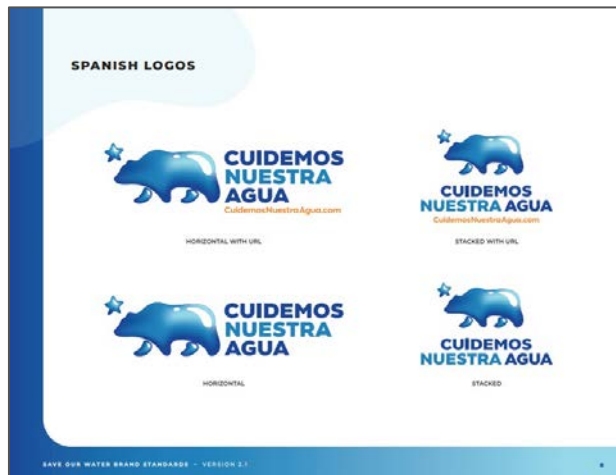 SPANISH LOGOS
CUIDEMOS
NUESTRA
AGUA
CuidemosNuestraAgua.com
HORIZONTAL WITH URL
CUIDEMOS
NUESTRA AGUA
CuidemosNuestraAgua.com
STACKED WITH URL
CUIDEMOS
NUESTRA
AGUA
HORIZONTAL
CUIDEMOS
NUESTRA AGUA
STACKED
SAVE OUR WATER BRAND STANDARDS - VERSION 2.1